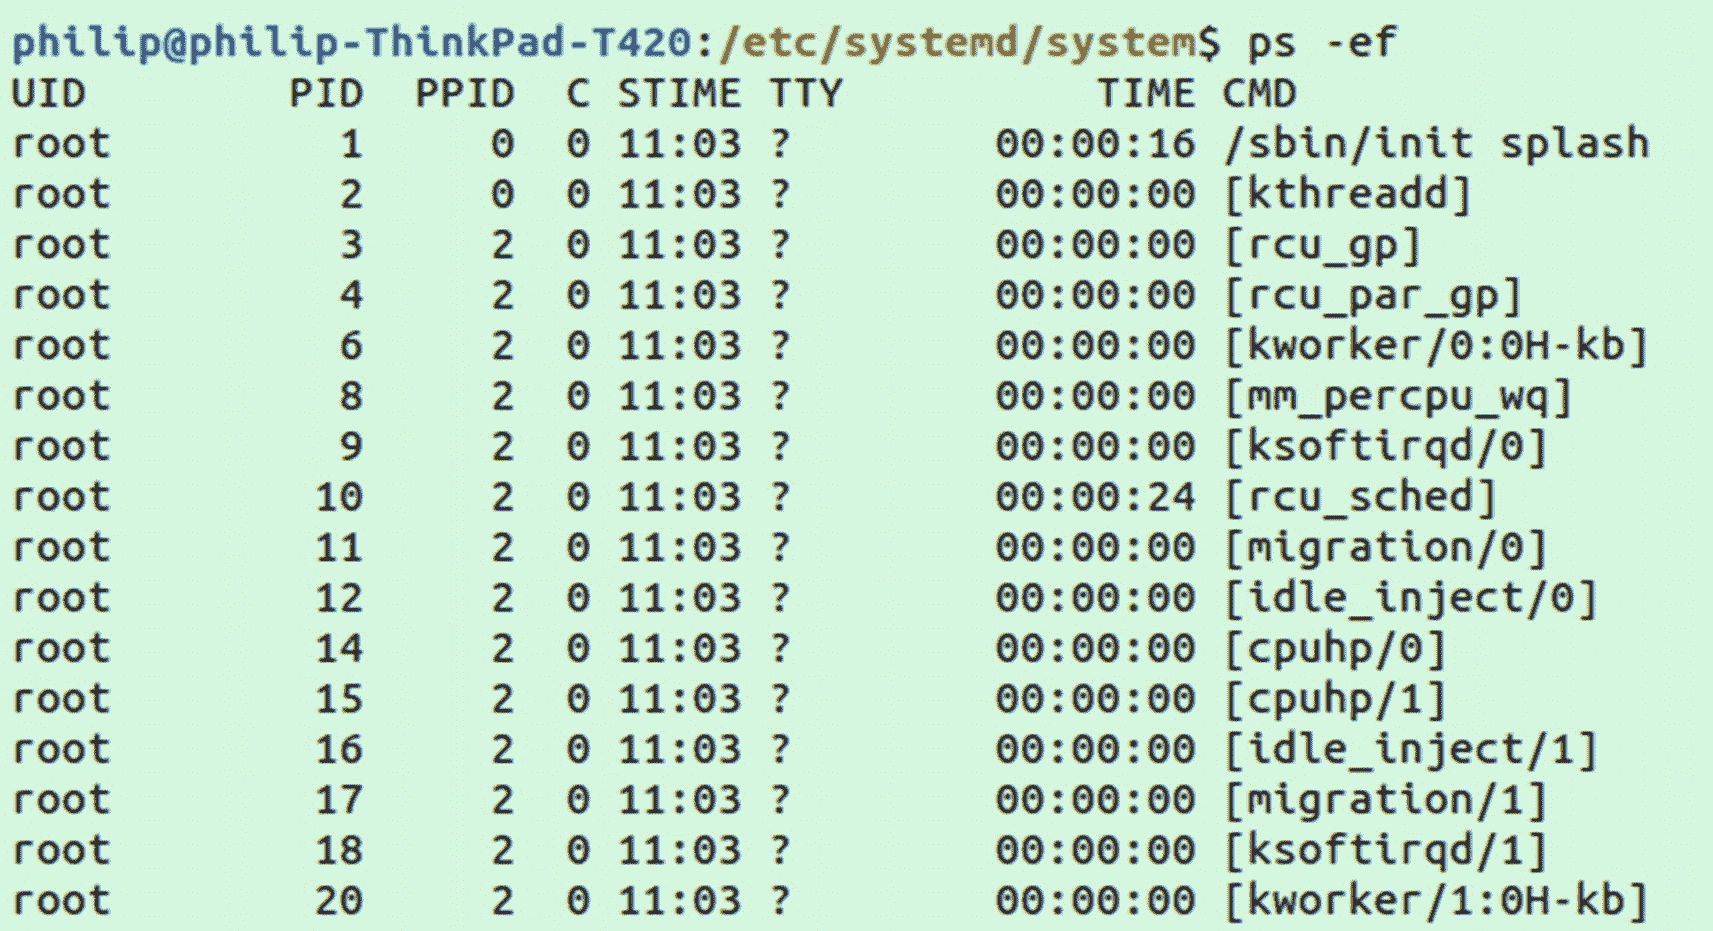 philip@philip-ThinkPad-T420:/etc/systemd/system$ ps -ef
UID        PID  PPID  C STIME TTY          TIME CMD
root         1     0  0 11:03 ?        00:00:16 /sbin/init splash
root         2     0  0 11:03 ?        00:00:00 [kthreadd]
root         3     2  0 11:03 ?        00:00:00 [rcu_gp]
root         4     2  0 11:03 ?        00:00:00 [rcu_par_gp]
root         6     2  0 11:03 ?        00:00:00 [kworker/0:0H-kb]
root         8     2  0 11:03 ?        00:00:00 [mm_percpu_wq]
root         9     2  0 11:03 ?        00:00:00 [ksoftirqd/0]
root        10     2  0 11:03 ?        00:00:24 [rcu_sched]
root        11     2  0 11:03 ?        00:00:00 [migration/0]
root        12     2  0 11:03 ?        00:00:00 [idle_inject/0]
root        14     2  0 11:03 ?        00:00:00 [cpuhp/0]
root        15     2  0 11:03 ?        00:00:00 [cpuhp/1]
root        16     2  0 11:03 ?        00:00:00 [idle_inject/1]
root        17     2  0 11:03 ?        00:00:00 [migration/1]
root        18     2  0 11:03 ?        00:00:00 [ksoftirqd/1]
root        20     2  0 11:03 ?        00:00:00 [kworker/1:0H-kb]